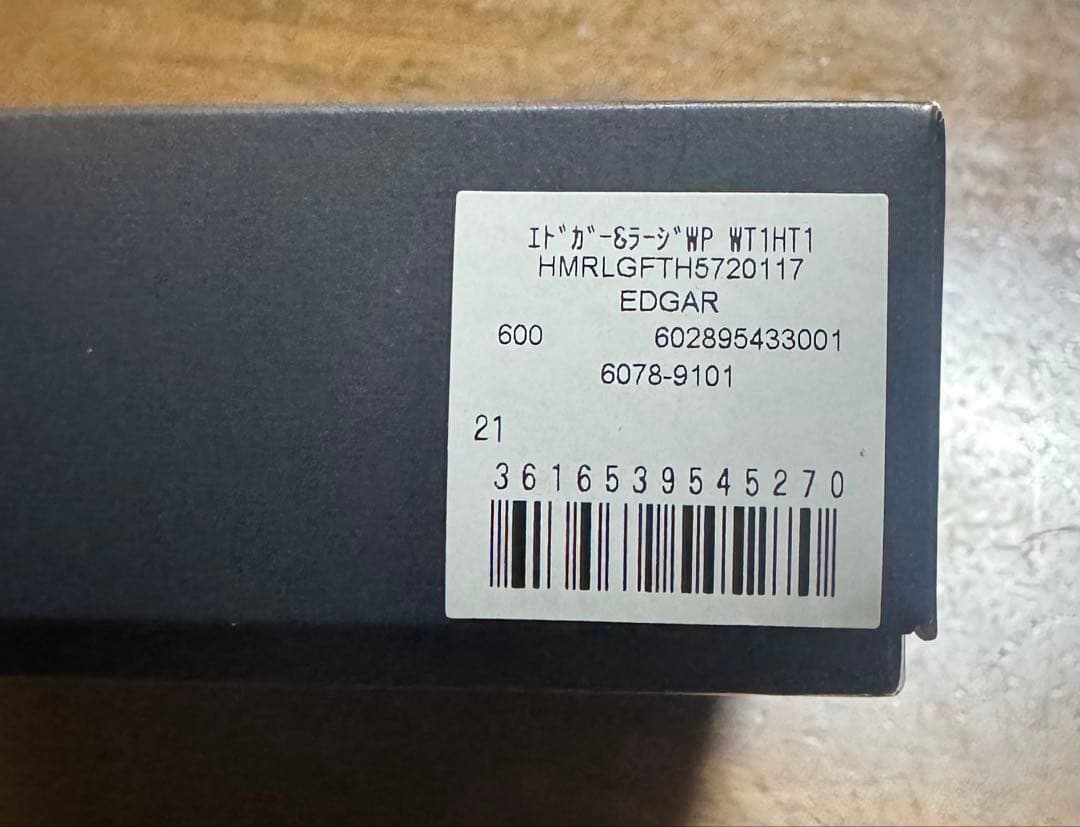 ｴﾄﾞｶﾞｰ&ﾗｰｼﾞWP WT1HT1
HMRLGFTH5720117
EDGAR
600 602895433001
6078-9101
21
3616539545270